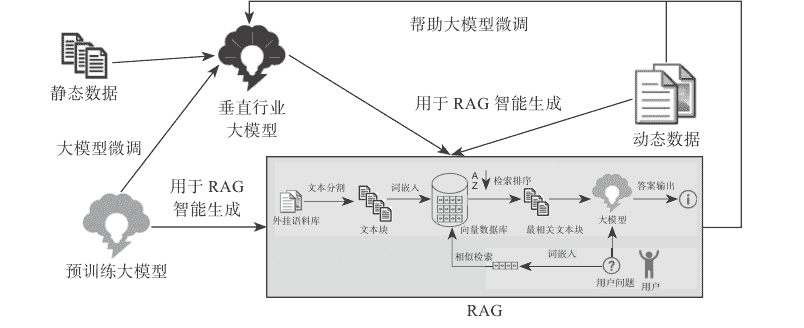 帮助大模型微调
静态数据
垂直行业
大模型
用于 RAG 智能生成
动态数据
大模型微调
用于 RAG
智能生成
预训练大模型
文本分割
词嵌入
A
Z
检索排序
答案输出
外挂语料库
文本块
向量数据库
最相关文本块
大模型
i
相似检索
词嵌入
?
用户问题
用户
RAG